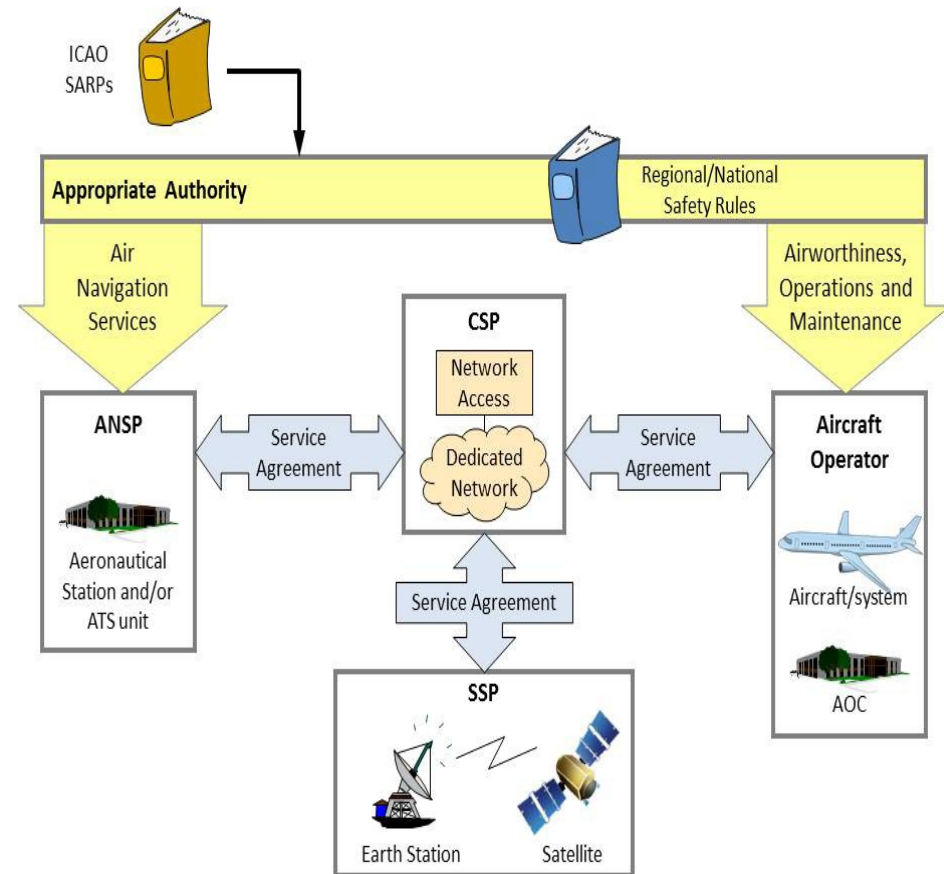 ICAO
SARPs
Appropriate Authority
Regional/National
Safety Rules
Air
Navigation
Services
Airworthiness,
Operations and
Maintenance
CSP
Network
Access
Dedicated
Network
ANSP
Service
Agreement
Service
Agreement
Aircraft
Operator
Aeronautical
Station and/or
ATS unit
Aircraft/system
Service Agreement
AOC
SSP
Earth Station
Satellite